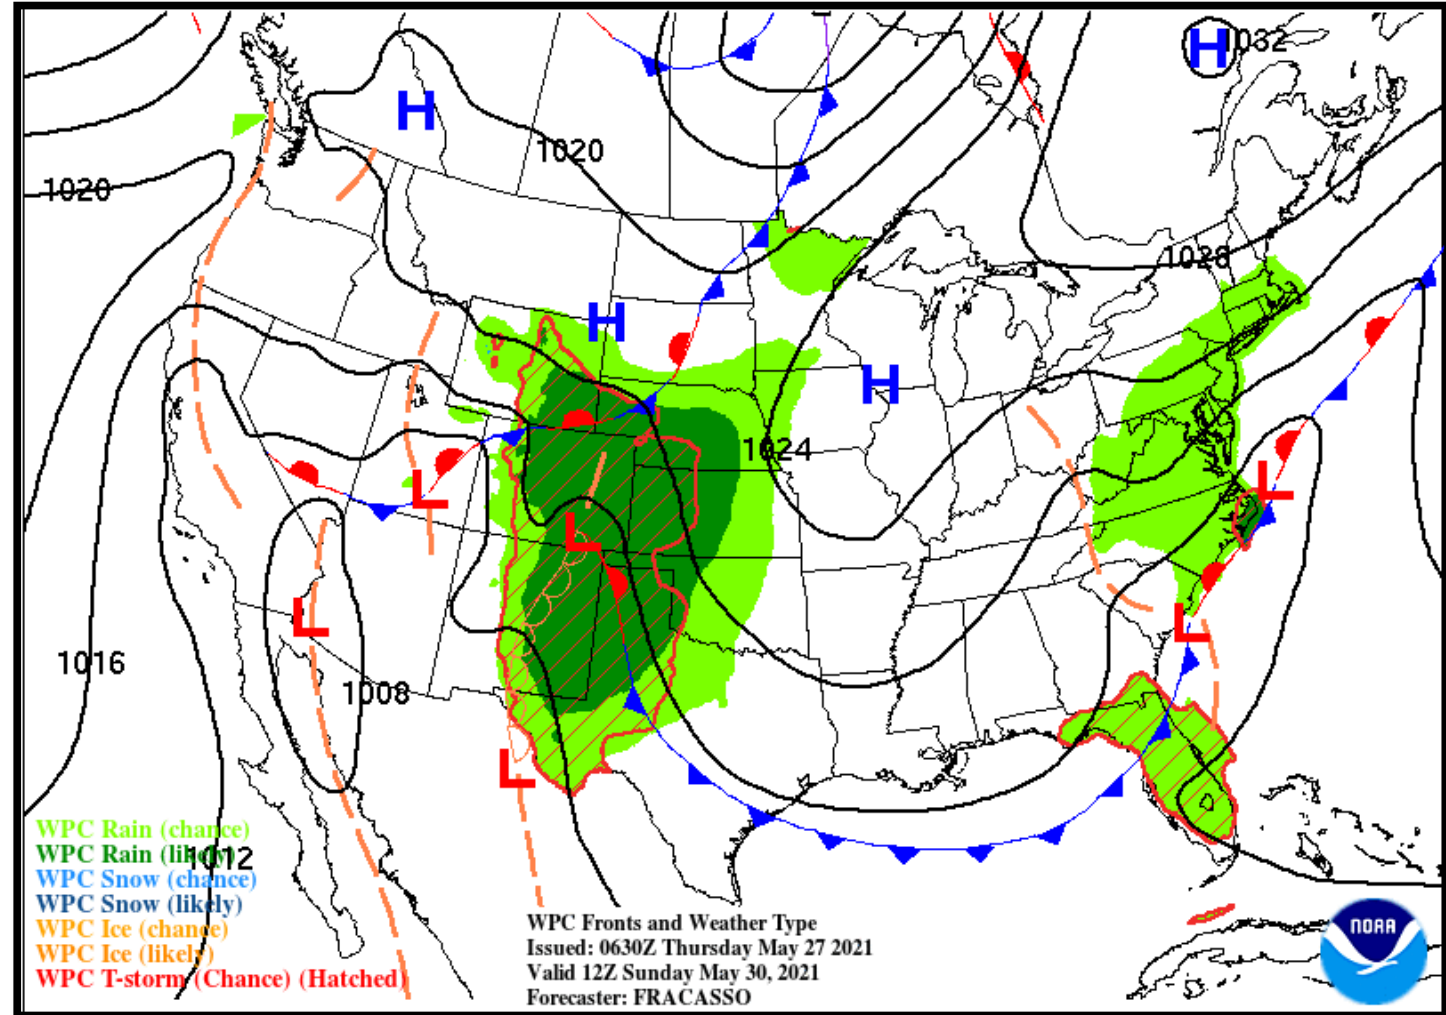 H
H 1032
1020
1020
1028
H
H
1024
L
L
L
L
L
1016
1008
L
WPC Rain (chance)
WPC Rain (likely)
1012
WPC Snow (chance)
WPC Snow (likely)
WPC Ice (chance)
WPC Ice (likely)
WPC T-storm (Chance) (Hatched)
WPC Fronts and Weather Type
Issued: 0630Z Thursday May 27 2021
Valid 12Z Sunday May 30, 2021
Forecaster: FRACASSO
NOAA